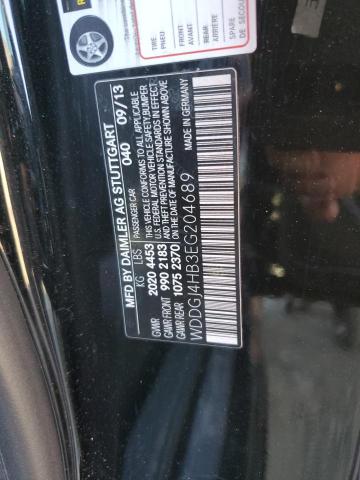 MFD BY DAIMLER AG STUTTGART
040 09/13
KG LBS PASSENGER CAR
GVWR 2020 4453
GAWR FRONT 990 2183
GAWR REAR 1075 2370
THIS VEHICLE CONFORMS TO ALL APPLICABLE
U.S. FEDERAL MOTOR VEHICLE SAFETY, BUMPER
AND THEFT PREVENTION STANDARDS IN EFFECT
ON THE DATE OF MANUFACTURE SHOWN ABOVE
MADE IN GERMANY
WDDGJ4HB3EG204689
TIRE
PNEU
FRONT
AVANT
REAR
ARRIÈRE
SPARE
DE